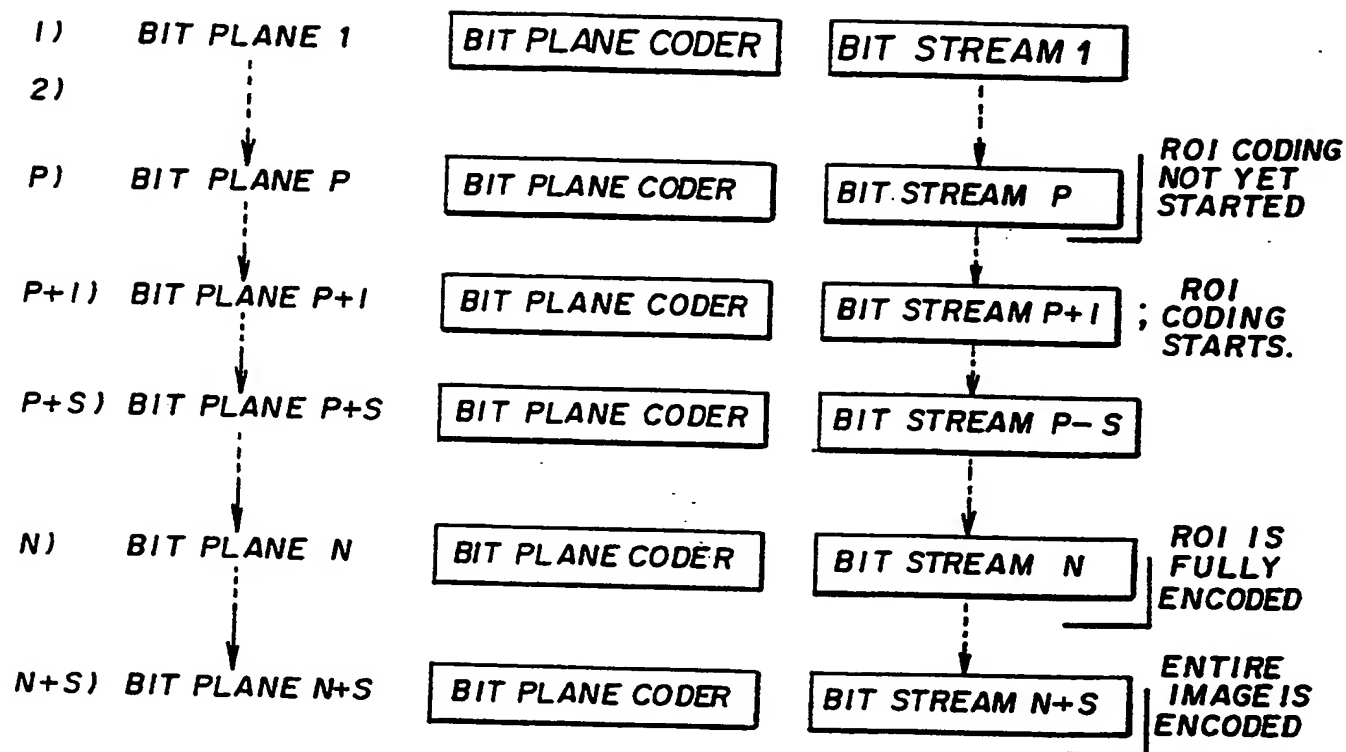 1) BIT PLANE 1 BIT PLANE CODER BIT STREAM 1
2)
P) BIT PLANE P BIT PLANE CODER BIT STREAM P
ROI CODING
NOT YET
STARTED
P+1) BIT PLANE P+1 BIT PLANE CODER BIT STREAM P+1
; ROI
CODING
STARTS.
P+S) BIT PLANE P+S BIT PLANE CODER BIT STREAM P-S
N) BIT PLANE N BIT PLANE CODER BIT STREAM N
ROI IS
FULLY
ENCODED
N+S) BIT PLANE N+S BIT PLANE CODER BIT STREAM N+S
ENTIRE
IMAGE IS
ENCODED